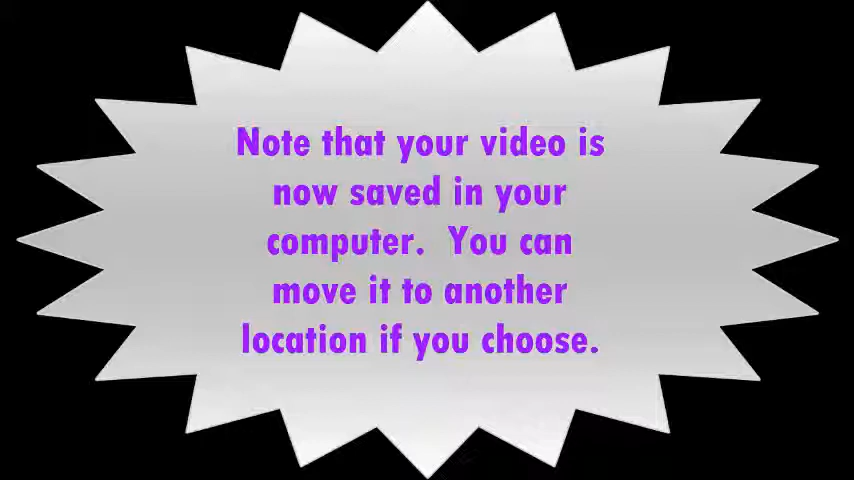 Note that your video is
now saved in your
computer.  You can
move it to another
location if you choose.